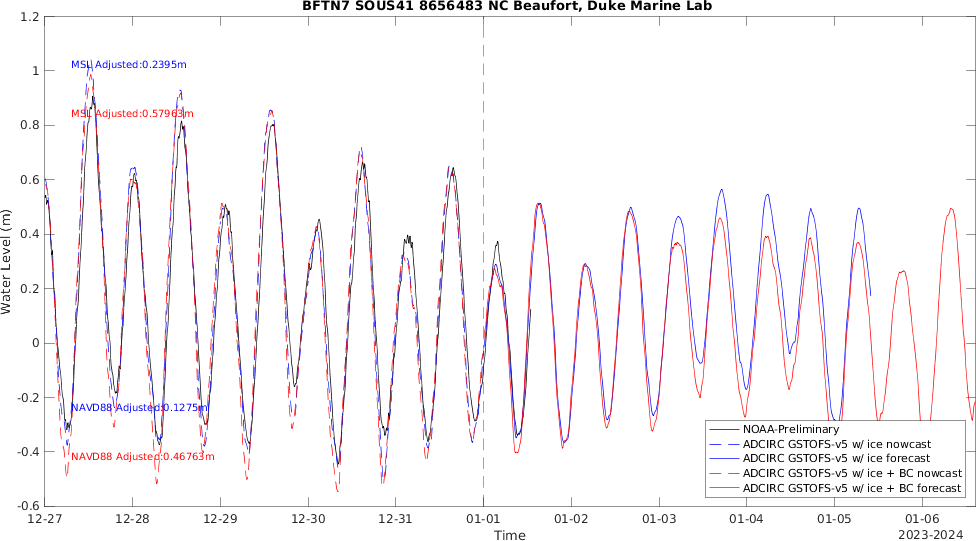 BFTN7 SOUS41 8656483 NC Beaufort, Duke Marine Lab
1.2
1
0.8
0.6
0.4
0.2
0
-0.2
-0.4
-0.6
Water Level (m)
MSL Adjusted:0.2395m
MSL Adjusted:0.57963m
NAVD88 Adjusted:0.1275m
NAVD88 Adjusted:0.46763m
NOAA-Preliminary
ADCIRC GSTOFS-v5 w/ ice nowcast
ADCIRC GSTOFS-v5 w/ ice forecast
ADCIRC GSTOFS-v5 w/ ice + BC nowcast
ADCIRC GSTOFS-v5 w/ ice + BC forecast
12-27 12-28 12-29 12-30 12-31 01-01 01-02 01-03 01-04 01-05 01-06
Time
2023-2024